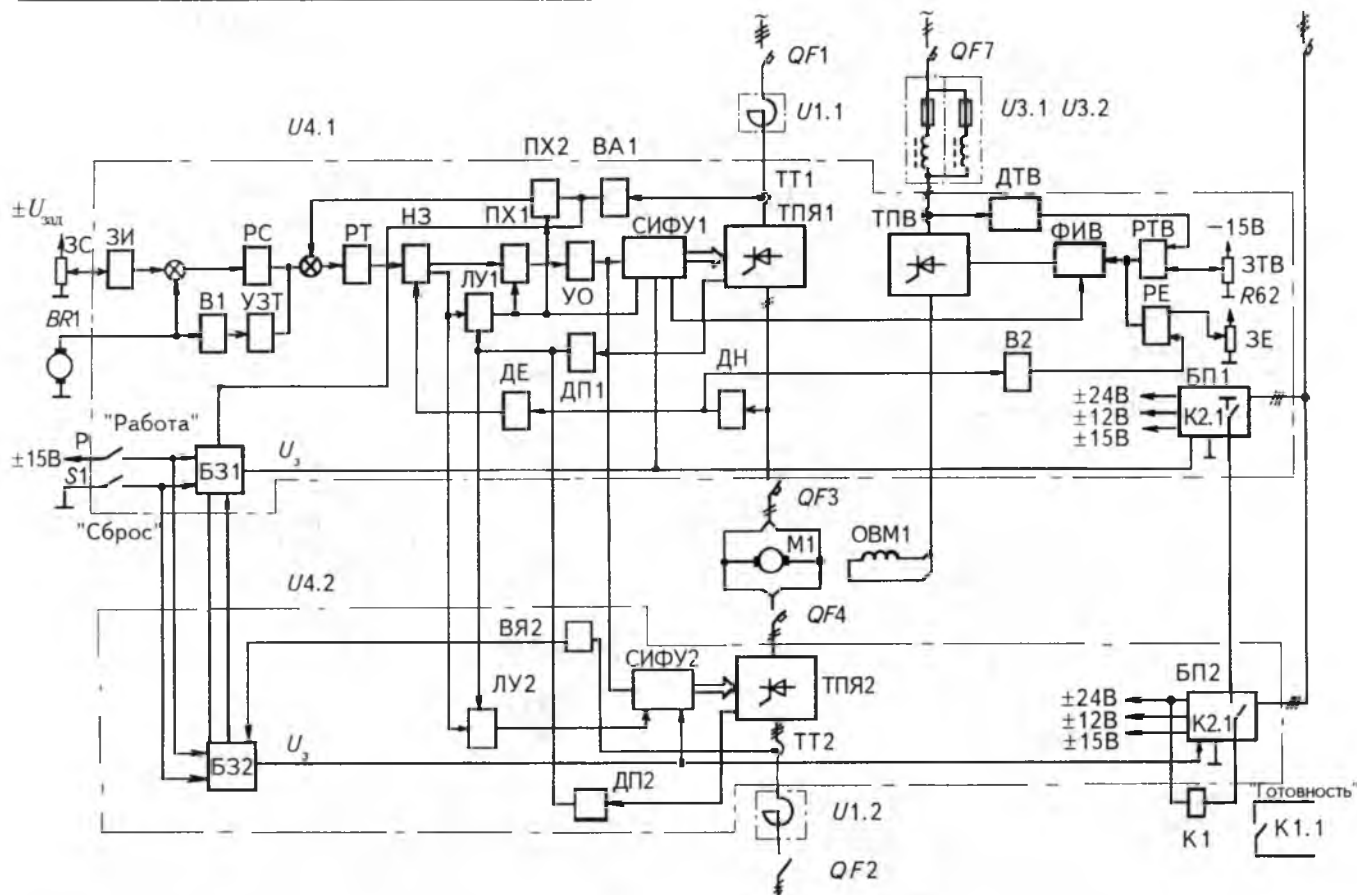 QF1
QF7
U1.1
U3.1 U3.2
U4.1
ПХ2
ВА1
ТТ1
ДТВ
±Uзад
ЗС
ЗИ
РС
РТ
НЗ
ПХ1
СИФУ1
ТПЯ1
ТПВ
ФИВ
РТВ
−15В
ЗТВ
R62
ЛУ1
УО
РЕ
ЗЕ
BR1
В1
УЗТ
ДЕ
ДП1
ДН
В2
БП1
±24В
±12В
±15В
К2.1
"Работа"
Р
±15В
S1
БЗ1
Uз
"Сброс"
QF3
М1
ОВМ1
U4.2
QF4
ВЯ2
СИФУ2
ТПЯ2
БП2
ЛУ2
±24В
±12В
±15В
К2.1
ТТ2
БЗ2
Uз
ДП2
U1.2
"Готовность"
К1
К1.1
QF2